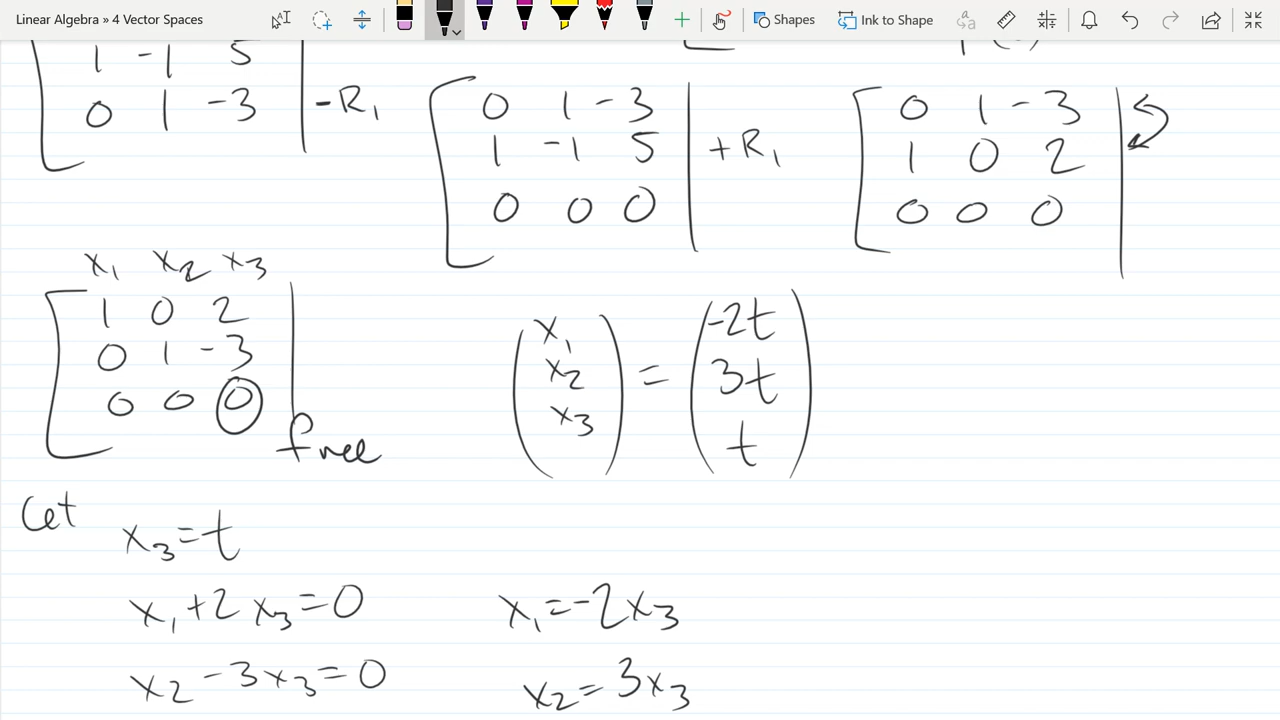 Linear Algebra » 4 Vector Spaces
Shapes
Ink to Shape
1 -1 5
0 1 -3 -R1
0 1 -3
1 -1 5 +R1
0 0 0
0 1 -3
1 0 2
0 0 0
x1 x2 x3
1 0 2
0 1 -3
0 0 0
free
x1 = -2t
x2 3t
x3 t
Let
x3 = t
x1 + 2x3 = 0
x1 = -2x3
x2 - 3x3 = 0
x2 = 3x3